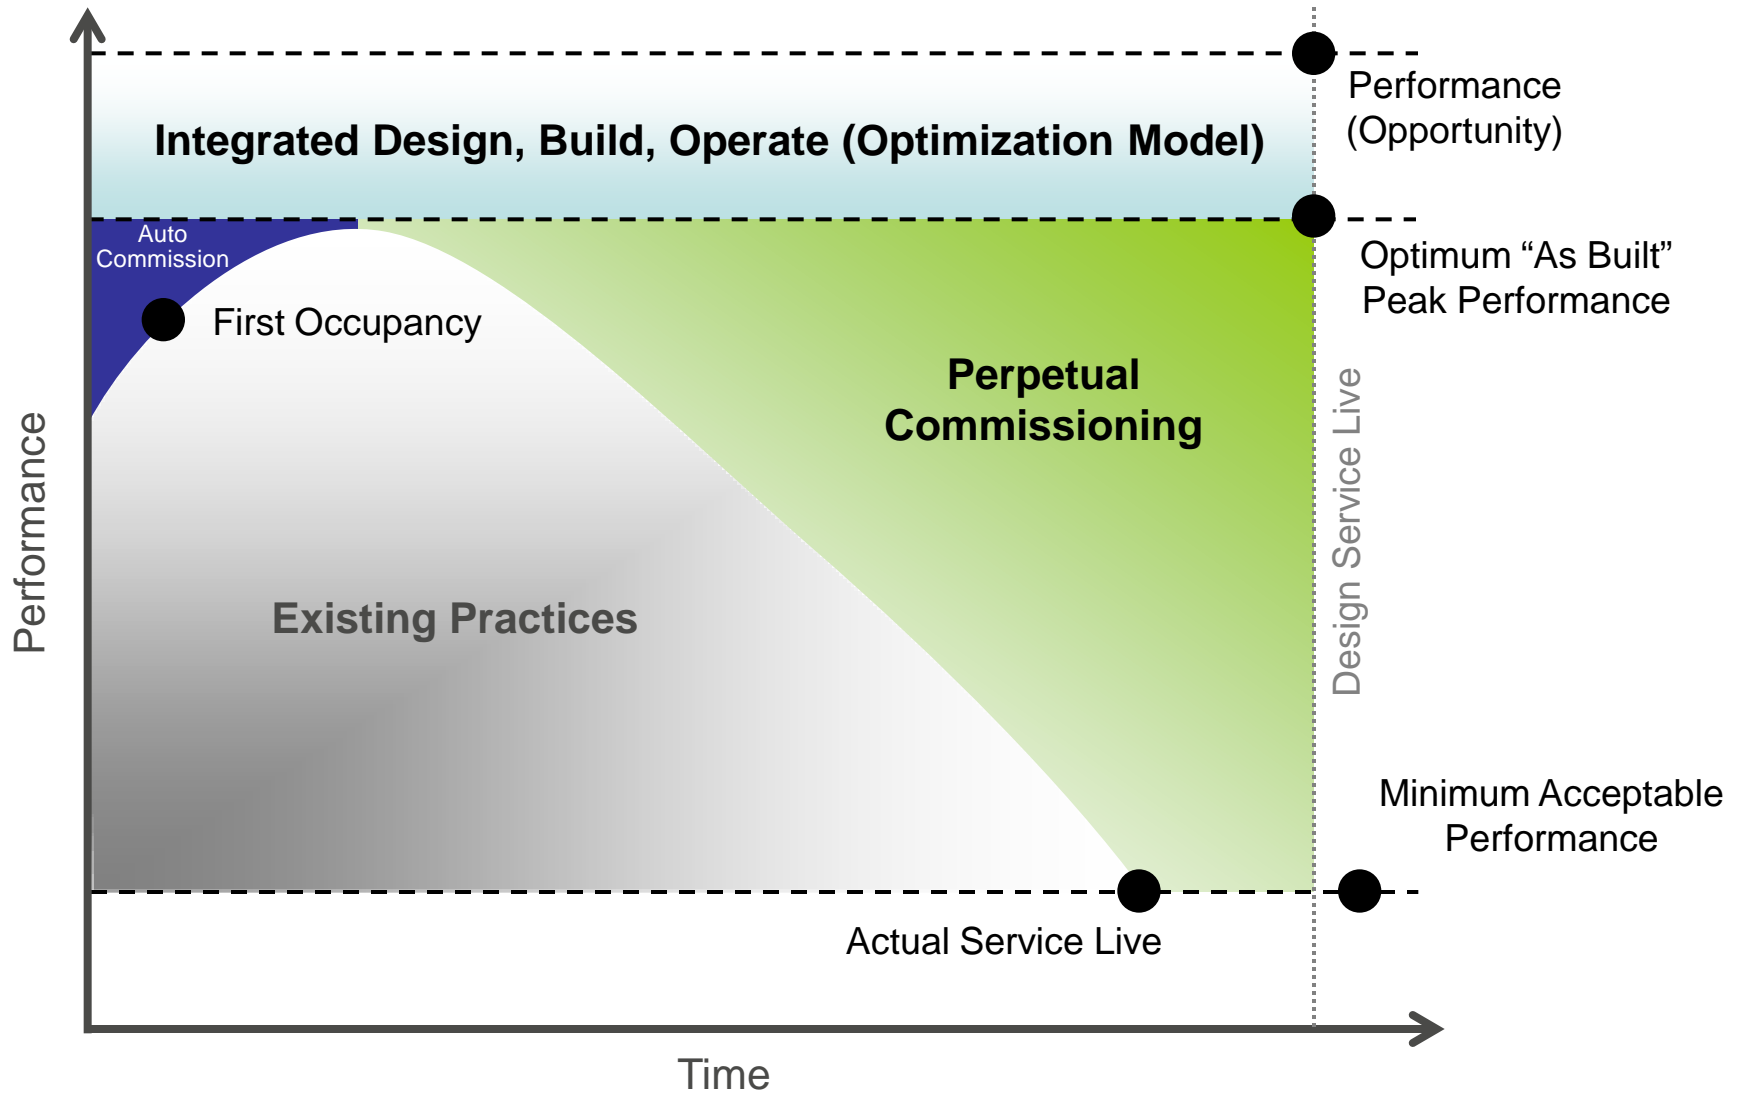 Performance
(Opportunity)
Integrated Design, Build, Operate (Optimization Model)
Auto
Commission
Optimum “As Built”
Peak Performance
First Occupancy
Perpetual
Commissioning
Design Service Live
Performance
Existing Practices
Minimum Acceptable
Performance
Actual Service Live
Time